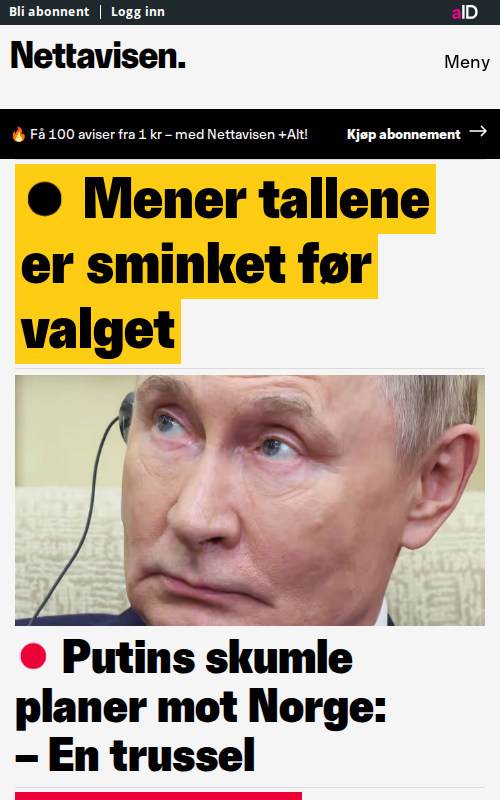 Bli abonnent | Logg inn
aID
Nettavisen.
Meny
🔥 Få 100 aviser fra 1 kr – med Nettavisen +Alt!
Kjøp abonnement →
● Mener tallene
er sminket før
valget
● Putins skumle
planer mot Norge:
– En trussel